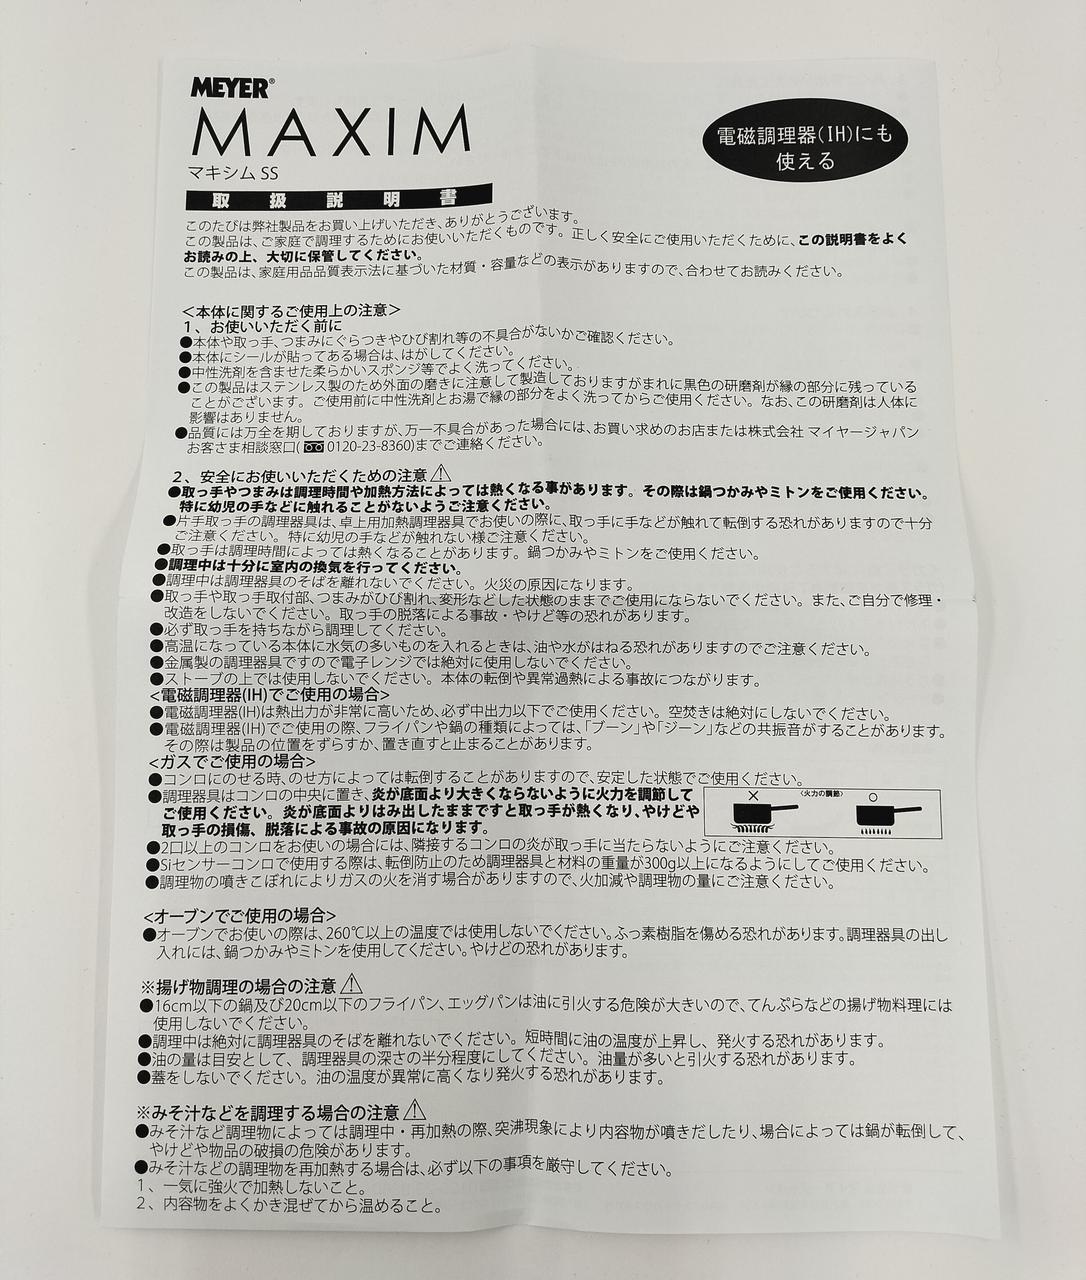 MEYER®
MAXIM
マキシム SS
電磁調理器(IH)にも
使える
取扱説明書
このたびは弊社製品をお買い上げいただき、ありがとうございます。
この製品は、ご家庭で調理するためにお使いいただくものです。正しく安全にご使用いただくために、この説明書をよく
お読みの上、大切に保管してください。
この製品は、家庭用品品質表示法に基づいた材質・容量などの表示がありますので、合わせてお読みください。
<本体に関するご使用上の注意>
1、お使いいただく前に
●本体や取っ手、つまみにぐらつきやひび割れ等の不具合がないかご確認ください。
●本体にシールが貼ってある場合は、はがしてください。
●中性洗剤を含ませた柔らかいスポンジ等でよく洗ってください。
●この製品はステンレス製のため外面の磨きに注意して製造しておりますがまれに黒色の研磨剤が縁の部分に残っている
ことがございます。ご使用前に中性洗剤とお湯で縁の部分をよく洗ってからご使用ください。なお、この研磨剤は人体に
影響はありません。
●品質には万全を期しておりますが、万一不具合があった場合には、お買い求めのお店または株式会社 マイヤージャパン
お客さま相談窓口(0120-23-8360)までご連絡ください。
2、安全にお使いいただくための注意⚠
●取っ手やつまみは調理時間や加熱方法によっては熱くなる事があります。その際は鍋つかみやミトンをご使用ください。
特に幼児の手などに触れることがないようご注意ください。
●片手取っ手の調理器具は、卓上用加熱調理器具でお使いの際に、取っ手に手などが触れて転倒する恐れがありますので十分
ご注意ください。特に幼児の手などが触れない様ご注意ください。
●取っ手は調理時間によっては熱くなることがあります。鍋つかみやミトンをご使用ください。
●調理中は十分に室内の換気を行ってください。
●調理中は調理器具のそばを離れないでください。火災の原因になります。
●取っ手や取っ手取付部、つまみがひび割れ、変形などした状態のままでご使用にならないでください。また、ご自分で修理・
改造をしないでください。取っ手の脱落による事故・やけど等の恐れがあります。
●必ず取っ手を持ちながら調理してください。
●高温になっている本体に水気の多いものを入れるときは、油や水がはねる恐れがありますのでご注意ください。
●金属製の調理器具ですので電子レンジでは絶対に使用しないでください。
●ストーブの上では使用しないでください。本体の転倒や異常過熱による事故につながります。
<電磁調理器(IH)でご使用の場合>
●電磁調理器(IH)は熱出力が非常に高いため、必ず中出力以下でご使用ください。空焚きは絶対にしないでください。
●電磁調理器(IH)でご使用の際、フライパンや鍋の種類によっては、「ブーン」や「ジーン」などの共振音がすることがあります。
その際は製品の位置をずらすか、置き直すと止まることがあります。
<ガスでご使用の場合>
●コンロにのせる時、のせ方によっては転倒することがありますので、安定した状態でご使用ください。
●調理器具はコンロの中央に置き、炎が底面より大きくならないように火力を調節して
ご使用ください。炎が底面よりはみ出したままですと取っ手が熱くなり、やけどや
取っ手の損傷、脱落による事故の原因になります。
× 〈火力の調節〉 ○
●2口以上のコンロをお使いの場合には、隣接するコンロの炎が取っ手に当たらないようにご注意ください。
●Siセンサーコンロで使用する際は、転倒防止のため調理器具と材料の重量が300g以上になるようにしてご使用ください。
●調理物の噴きこぼれによりガスの火を消す場合がありますので、火加減や調理物の量にご注意ください。
<オーブンでご使用の場合>
●オーブンでお使いの際は、260℃以上の温度では使用しないでください。ふっ素樹脂を傷める恐れがあります。調理器具の出し
入れには、鍋つかみやミトンを使用してください。やけどの恐れがあります。
※揚げ物調理の場合の注意⚠
●16cm以下の鍋及び20cm以下のフライパン、エッグパンは油に引火する危険が大きいので、てんぷらなどの揚げ物料理には
使用しないでください。
●調理中は絶対に調理器具のそばを離れないでください。短時間に油の温度が上昇し、発火する恐れがあります。
●油の量は目安として、調理器具の深さの半分程度にしてください。油量が多いと引火する恐れがあります。
●蓋をしないでください。油の温度が異常に高くなり発火する恐れがあります。
※みそ汁などを調理する場合の注意⚠
●みそ汁など調理物によっては調理中・再加熱の際、突沸現象により内容物が噴きだしたり、場合によっては鍋が転倒して、
やけどや物品の破損の危険があります。
●みそ汁などの調理物を再加熱する場合は、必ず以下の事項を厳守してください。
1、一気に強火で加熱しないこと。
2、内容物をよくかき混ぜてから温めること。